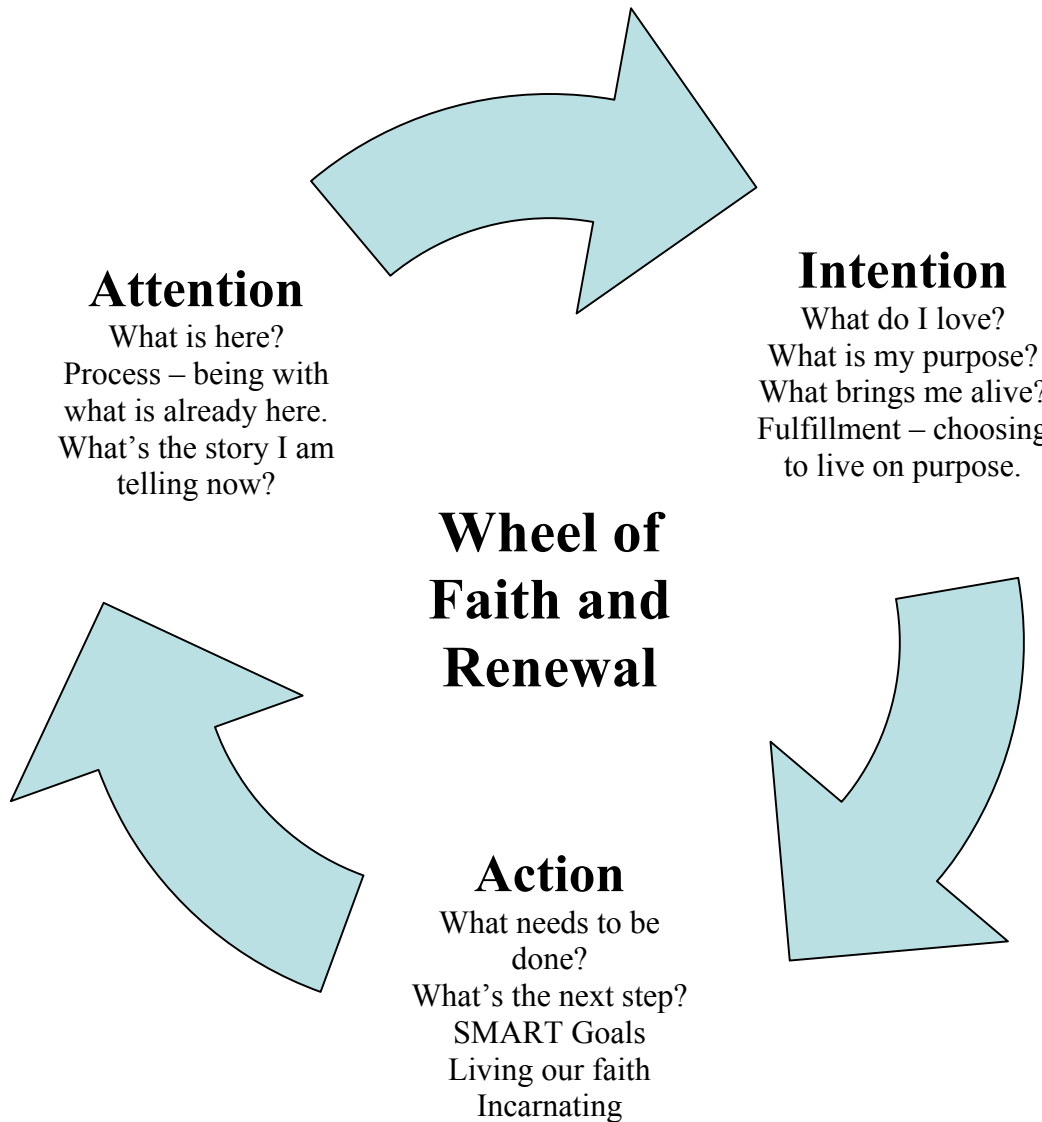 Attention
What is here?
Process – being with
what is already here.
What’s the story I am
telling now?
Intention
What do I love?
What is my purpose?
What brings me alive?
Fulfillment – choosing
to live on purpose.
Wheel of
Faith and
Renewal
Action
What needs to be
done?
What’s the next step?
SMART Goals
Living our faith
Incarnating